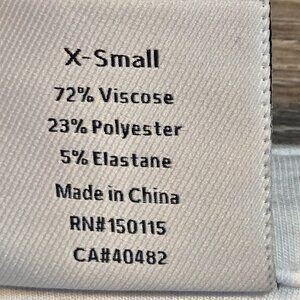 X-Small
72% Viscose
23% Polyester
5% Elastane
Made in China
RN#150115
CA#40482